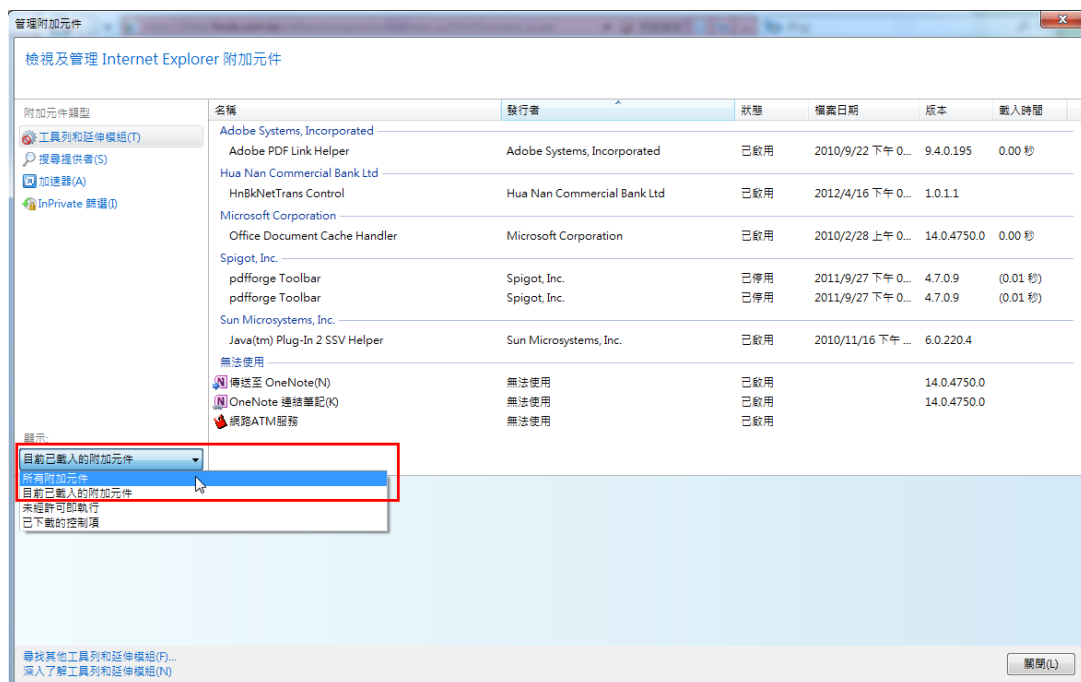 管理附加元件
檢視及管理 Internet Explorer 附加元件
附加元件類型
工具列和延伸模組(T)
搜尋提供者(S)
加速器(A)
InPrivate 篩選(I)
名稱 發行者 狀態 檔案日期 版本 載入時間
Adobe Systems, Incorporated
Adobe PDF Link Helper Adobe Systems, Incorporated 已啟用 2010/9/22 下午 0... 9.4.0.195 0.00 秒
Hua Nan Commercial Bank Ltd
HnBkNetTrans Control Hua Nan Commercial Bank Ltd 已啟用 2012/4/16 下午 0... 1.0.1.1
Microsoft Corporation
Office Document Cache Handler Microsoft Corporation 已啟用 2010/2/28 上午 0... 14.0.4750.0 0.00 秒
Spigot, Inc.
pdfforge Toolbar Spigot, Inc. 已停用 2011/9/27 下午 0... 4.7.0.9 (0.01 秒)
pdfforge Toolbar Spigot, Inc. 已停用 2011/9/27 下午 0... 4.7.0.9 (0.01 秒)
Sun Microsystems, Inc.
Java(tm) Plug-In 2 SSV Helper Sun Microsystems, Inc. 已啟用 2010/11/16 下午 ... 6.0.220.4
無法使用
傳送至 OneNote(N) 無法使用 已啟用 14.0.4750.0
OneNote 連結筆記(K) 無法使用 已啟用 14.0.4750.0
網路ATM服務 無法使用 已啟用
顯示:
目前已載入的附加元件
所有附加元件
目前已載入的附加元件
未經許可即執行
已下載的控制項
尋找其他工具列和延伸模組(F)...
深入了解工具列和延伸模組(N)
關閉(L)